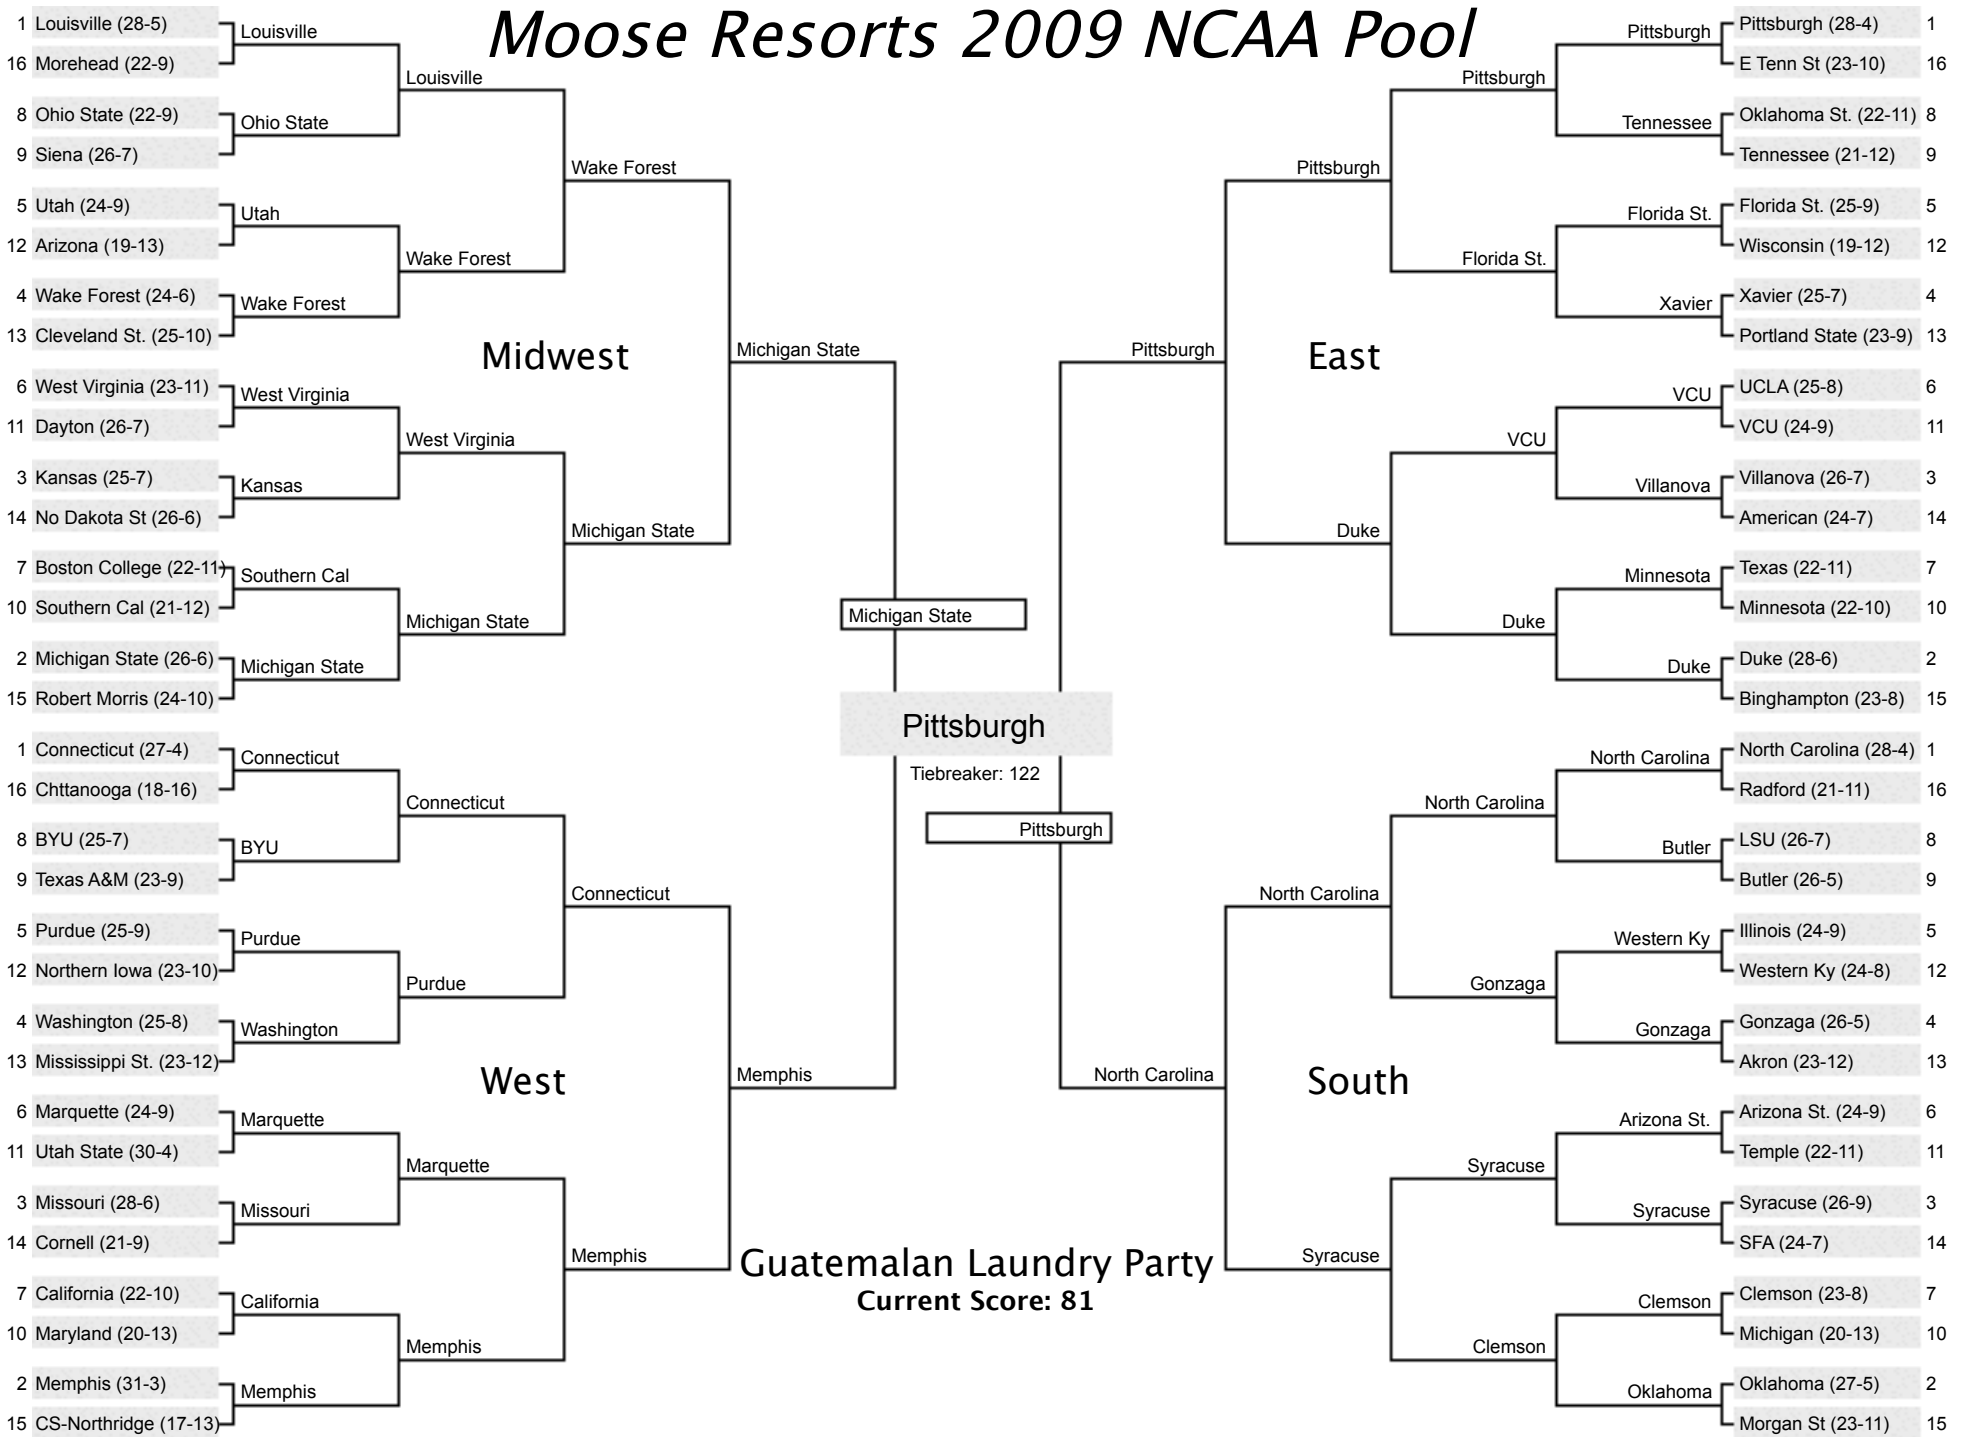 Moose Resorts 2009 NCAA Pool
1 Louisville (28-5)
16 Morehead (22-9)
8 Ohio State (22-9)
9 Siena (26-7)
5 Utah (24-9)
12 Arizona (19-13)
4 Wake Forest (24-6)
13 Cleveland St. (25-10)
6 West Virginia (23-11)
11 Dayton (26-7)
3 Kansas (25-7)
14 No Dakota St (26-6)
7 Boston College (22-11)
10 Southern Cal (21-12)
2 Michigan State (26-6)
15 Robert Morris (24-10)
Louisville
Ohio State
Utah
Wake Forest
West Virginia
Kansas
Southern Cal
Michigan State
Louisville
Wake Forest
West Virginia
Michigan State
Wake Forest
Michigan State
Michigan State
Midwest
1 Connecticut (27-4)
16 Chttanooga (18-16)
8 BYU (25-7)
9 Texas A&M (23-9)
5 Purdue (25-9)
12 Northern Iowa (23-10)
4 Washington (25-8)
13 Mississippi St. (23-12)
6 Marquette (24-9)
11 Utah State (30-4)
3 Missouri (28-6)
14 Cornell (21-9)
7 California (22-10)
10 Maryland (20-13)
2 Memphis (31-3)
15 CS-Northridge (17-13)
Connecticut
BYU
Purdue
Washington
Marquette
Missouri
California
Memphis
Connecticut
Purdue
Marquette
Memphis
Connecticut
Memphis
Memphis
West
Michigan State
Pittsburgh
Tiebreaker: 122
Pittsburgh
Guatemalan Laundry Party
Current Score: 81
Pittsburgh (28-4) 1
E Tenn St (23-10) 16
Oklahoma St. (22-11) 8
Tennessee (21-12) 9
Florida St. (25-9) 5
Wisconsin (19-12) 12
Xavier (25-7) 4
Portland State (23-9) 13
UCLA (25-8) 6
VCU (24-9) 11
Villanova (26-7) 3
American (24-7) 14
Texas (22-11) 7
Minnesota (22-10) 10
Duke (28-6) 2
Binghampton (23-8) 15
Pittsburgh
Tennessee
Florida St.
Xavier
VCU
Villanova
Minnesota
Duke
Pittsburgh
Florida St.
VCU
Duke
Pittsburgh
Duke
Pittsburgh
East
North Carolina (28-4) 1
Radford (21-11) 16
LSU (26-7) 8
Butler (26-5) 9
Illinois (24-9) 5
Western Ky (24-8) 12
Gonzaga (26-5) 4
Akron (23-12) 13
Arizona St. (24-9) 6
Temple (22-11) 11
Syracuse (26-9) 3
SFA (24-7) 14
Clemson (23-8) 7
Michigan (20-13) 10
Oklahoma (27-5) 2
Morgan St (23-11) 15
North Carolina
Butler
Western Ky
Gonzaga
Arizona St.
Syracuse
Clemson
Oklahoma
North Carolina
Gonzaga
Syracuse
Clemson
North Carolina
Syracuse
North Carolina
South